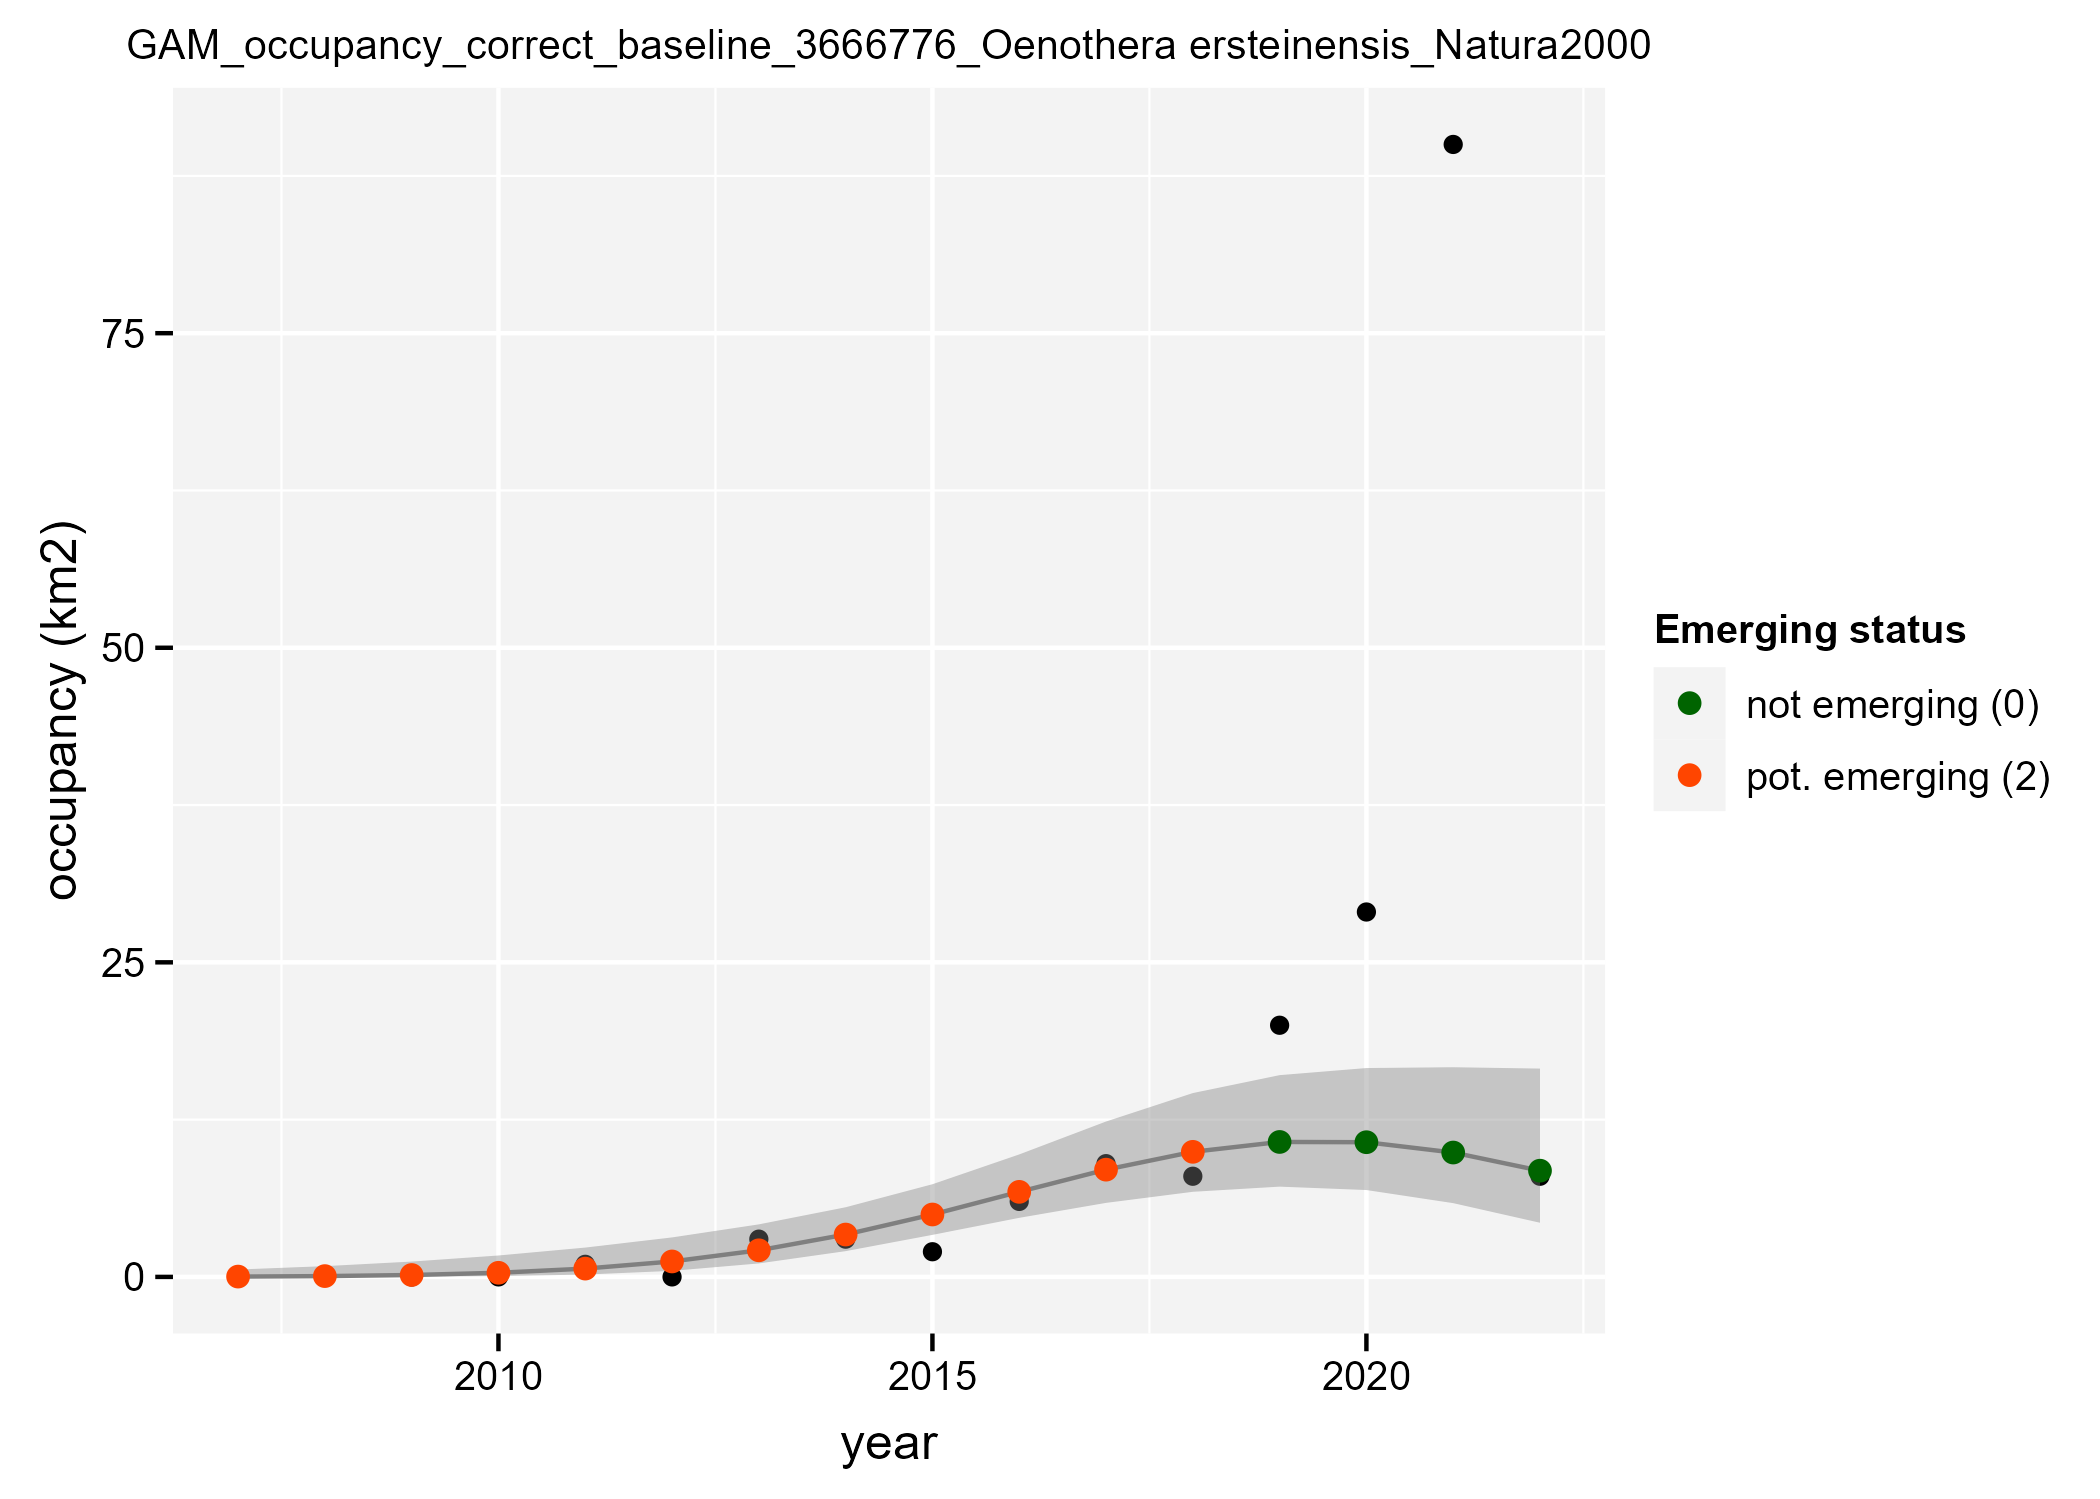 GAM_occupancy_correct_baseline_3666776_Oenothera ersteinensis_Natura2000
75
50
25
0
occupancy (km2)
2010
2015
2020
year
Emerging status
not emerging (0)
pot. emerging (2)